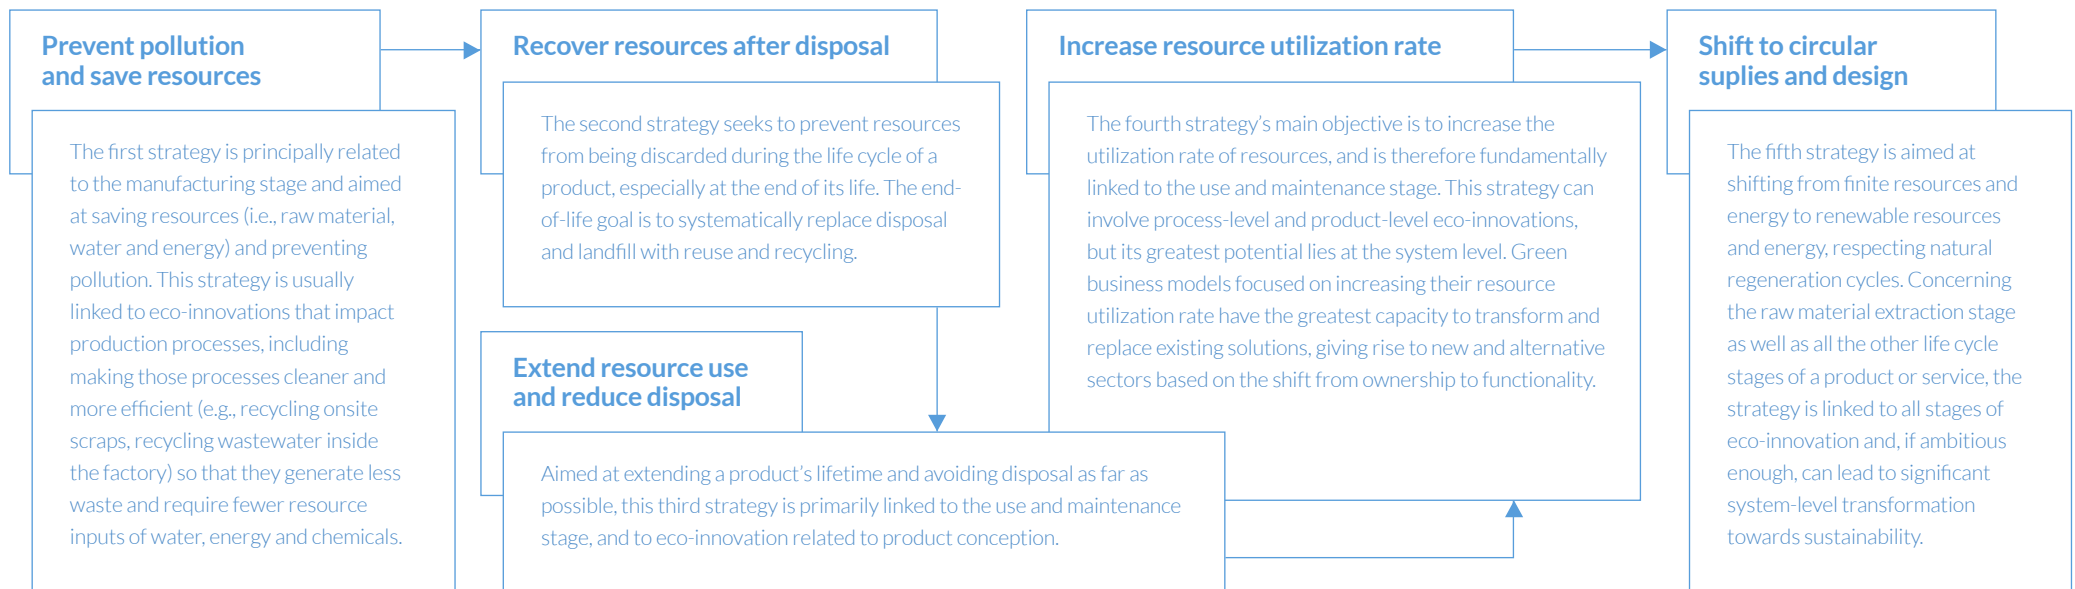 Prevent pollution
and save resources
The first strategy is principally related
to the manufacturing stage and aimed
at saving resources (i.e., raw material,
water and energy) and preventing
pollution. This strategy is usually
linked to eco-innovations that impact
production processes, including
making those processes cleaner and
more efficient (e.g., recycling onsite
scraps, recycling wastewater inside
the factory) so that they generate less
waste and require fewer resource
inputs of water, energy and chemicals.
Recover resources after disposal
The second strategy seeks to prevent resources
from being discarded during the life cycle of a
product, especially at the end of its life. The end-
of-life goal is to systematically replace disposal
and landfill with reuse and recycling.
Extend resource use
and reduce disposal
Aimed at extending a product's lifetime and avoiding disposal as far as
possible, this third strategy is primarily linked to the use and maintenance
stage, and to eco-innovation related to product conception.
Increase resource utilization rate
The fourth strategy's main objective is to increase the
utilization rate of resources, and is therefore fundamentally
linked to the use and maintenance stage. This strategy can
involve process-level and product-level eco-innovations,
but its greatest potential lies at the system level. Green
business models focused on increasing their resource
utilization rate have the greatest capacity to transform and
replace existing solutions, giving rise to new and alternative
sectors based on the shift from ownership to functionality.
Shift to circular
suplies and design
The fifth strategy is aimed at
shifting from finite resources and
energy to renewable resources
and energy, respecting natural
regeneration cycles. Concerning
the raw material extraction stage
as well as all the other life cycle
stages of a product or service, the
strategy is linked to all stages of
eco-innovation and, if ambitious
enough, can lead to significant
system-level transformation
towards sustainability.